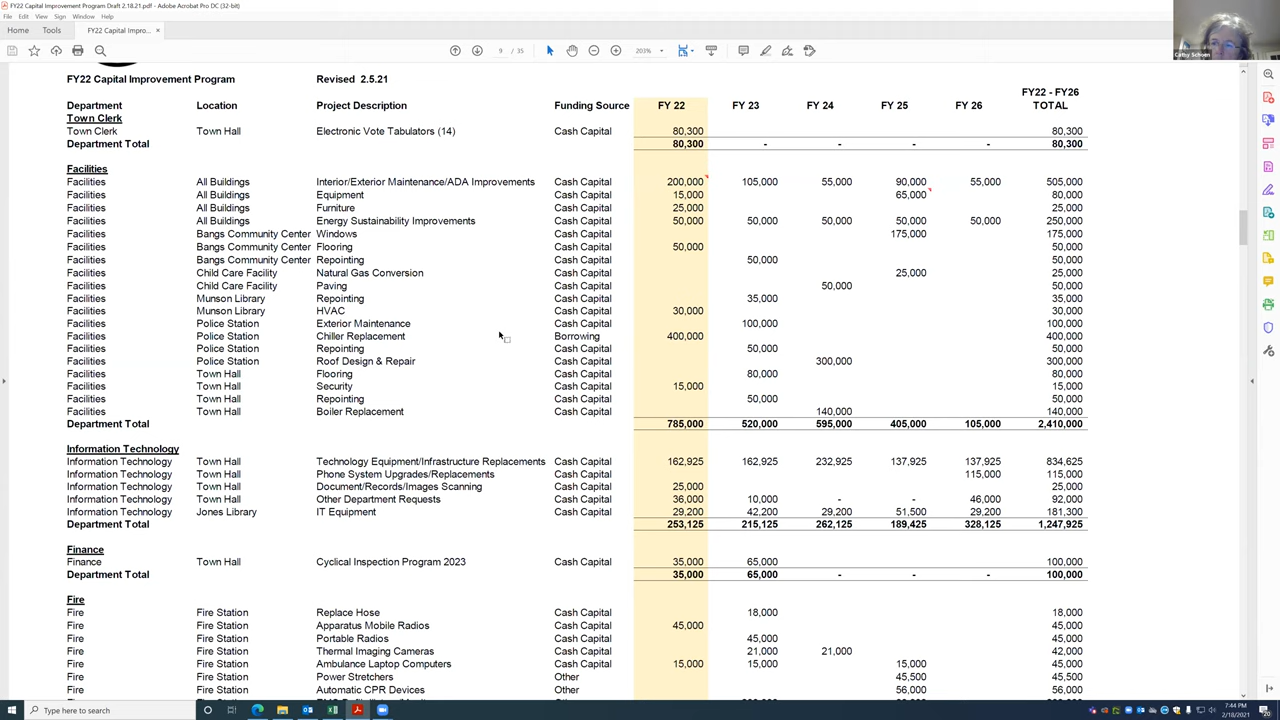 FY22 Capital Improvement Program Draft 2.18.21.pdf - Adobe Acrobat Pro DC (32-bit)
File Edit View Sign Window Help
Home Tools FY22 Capital Impro... ×
9 / 35 203%
Cathy Schoen
FY22 Capital Improvement Program Revised 2.5.21
FY22 - FY26
Department Location Project Description Funding Source FY 22 FY 23 FY 24 FY 25 FY 26 TOTAL
Town Clerk
Town Clerk Town Hall Electronic Vote Tabulators (14) Cash Capital 80,300 80,300
Department Total 80,300 - - - - 80,300
Facilities
Facilities All Buildings Interior/Exterior Maintenance/ADA Improvements Cash Capital 200,000 105,000 55,000 90,000 55,000 505,000
Facilities All Buildings Equipment Cash Capital 15,000 65,000 80,000
Facilities All Buildings Furniture Cash Capital 25,000 25,000
Facilities All Buildings Energy Sustainability Improvements Cash Capital 50,000 50,000 50,000 50,000 50,000 250,000
Facilities Bangs Community Center Windows Cash Capital 175,000 175,000
Facilities Bangs Community Center Flooring Cash Capital 50,000 50,000
Facilities Bangs Community Center Repointing Cash Capital 50,000 50,000
Facilities Child Care Facility Natural Gas Conversion Cash Capital 25,000 25,000
Facilities Child Care Facility Paving Cash Capital 50,000 50,000
Facilities Munson Library Repointing Cash Capital 35,000 35,000
Facilities Munson Library HVAC Cash Capital 30,000 30,000
Facilities Police Station Exterior Maintenance Cash Capital 100,000 100,000
Facilities Police Station Chiller Replacement Borrowing 400,000 400,000
Facilities Police Station Repointing Cash Capital 50,000 50,000
Facilities Police Station Roof Design & Repair Cash Capital 300,000 300,000
Facilities Town Hall Flooring Cash Capital 80,000 80,000
Facilities Town Hall Security Cash Capital 15,000 15,000
Facilities Town Hall Repointing Cash Capital 50,000 50,000
Facilities Town Hall Boiler Replacement Cash Capital 140,000 140,000
Department Total 785,000 520,000 595,000 405,000 105,000 2,410,000
Information Technology
Information Technology Town Hall Technology Equipment/Infrastructure Replacements Cash Capital 162,925 162,925 232,925 137,925 137,925 834,625
Information Technology Town Hall Phone System Upgrades/Replacements Cash Capital 115,000 115,000
Information Technology Town Hall Document/Records/Images Scanning Cash Capital 25,000 25,000
Information Technology Town Hall Other Department Requests Cash Capital 36,000 10,000 - - 46,000 92,000
Information Technology Jones Library IT Equipment Cash Capital 29,200 42,200 29,200 51,500 29,200 181,300
Department Total 253,125 215,125 262,125 189,425 328,125 1,247,925
Finance
Finance Town Hall Cyclical Inspection Program 2023 Cash Capital 35,000 65,000 100,000
Department Total 35,000 65,000 - - - 100,000
Fire
Fire Fire Station Replace Hose Cash Capital 18,000 18,000
Fire Fire Station Apparatus Mobile Radios Cash Capital 45,000 45,000
Fire Fire Station Portable Radios Cash Capital 45,000 45,000
Fire Fire Station Thermal Imaging Cameras Cash Capital 21,000 21,000 42,000
Fire Fire Station Ambulance Laptop Computers Cash Capital 15,000 15,000 15,000 45,000
Fire Fire Station Power Stretchers Other 45,500 45,500
Fire Fire Station Automatic CPR Devices Other 56,000 56,000
Type here to search
7:44 PM
2/18/2021